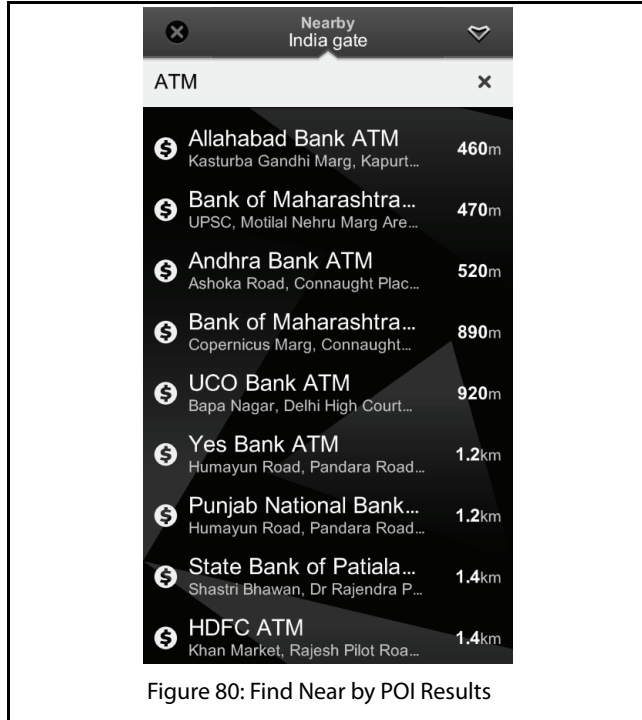 Nearby
India gate
ATM
Allahabad Bank ATM
460m
Kasturba Gandhi Marg, Kapurt...
Bank of Maharashtra...
470m
UPSC, Motilal Nehru Marg Are...
Andhra Bank ATM
520m
Ashoka Road, Connaught Plac...
Bank of Maharashtra...
890m
Copernicus Marg, Connaught...
UCO Bank ATM
920m
Bapa Nagar, Delhi High Court...
Yes Bank ATM
1.2km
Humayun Road, Pandara Road...
Punjab National Bank...
1.2km
Humayun Road, Pandara Road...
State Bank of Patiala...
1.4km
Shastri Bhawan, Dr Rajendra P...
HDFC ATM
1.4km
Khan Market, Rajesh Pilot Roa...
Figure 80: Find Near by POI Results